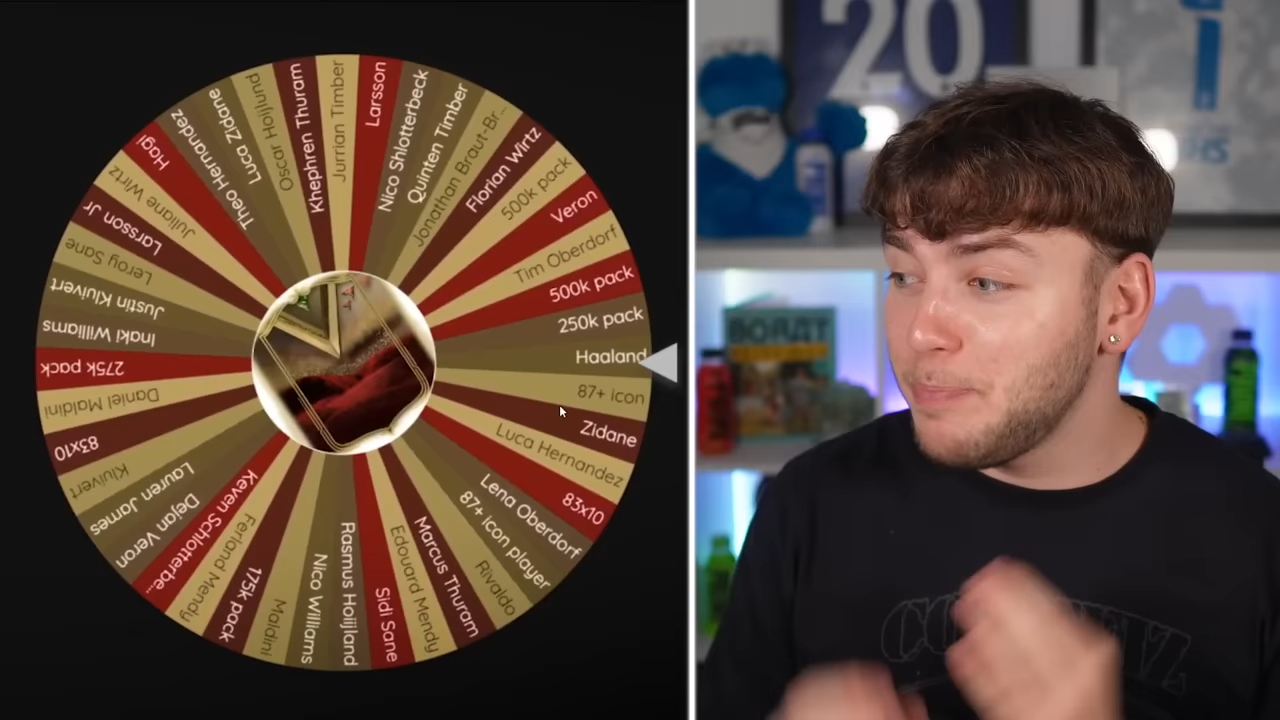 Larsson
Nico Shlotterbeck
Quinten Timber
Jonathan Braut-Br...
Florian Wirtz
500k pack
Veron
Tim Oberdorf
500k pack
250k pack
Haaland
87+ icon
Zidane
Luca Hernandez
83x10
Lena Oberdorf
87+ icon player
Rivaldo
Marcus Thuram
Edouard Mendy
Sidi Sane
Rasmus Hoijlund
Nico Williams
Maldini
175k pack
Ferland Mendy
Keven Schlotterbe...
Dejan Veron
Lauren James
Kluivert
83x10
Daniel Maldini
275k pack
Inaki Williams
Justin Kluivert
Leroy Sane
Larsson Jr
Juliane Wirtz
Hagi
Theo Hernandez
Luca Zidane
Oscar Hoijlund
Khephren Thuram
Jurrian Timber
20
BORAT